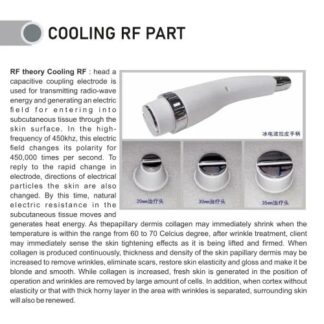 COOLING RF PART
RF theory Cooling RF : head a
capacitive coupling electrode is
used for transmitting radio-wave
energy and generating an electric
field for entering into
subcutaneous tissue through the
skin surface. In the high-
frequency of 450khz, this electric
field changes its polarity for
450,000 times per second. To
reply to the rapid change in
electrode, directions of electrical
particles the skin are also
changed. By this time, natural
electric resistance in the
subcutaneous tissue moves and
冰电波拉皮手柄
20mm治疗头
30mm治疗头
35mm治疗头
generates heat energy. As thepapillary dermis collagen may immediately shrink when the
temperature is within the range from 60 to 70 Celcius degree, after wrinkle treatment, client
may immediately sense the skin tightening effects as it is being lifted and firmed. When
collagen is produced continuously, thickness and density of the skin papillary dermis may be
increased to remove wrinkles, eliminate scars, restore skin elasticity and gloss and make it be
blonde and smooth. While collagen is increased, fresh skin is generated in the position of
operation and wrinkles are removed by large amount of cells. In addition, when cortex without
elasticity or that with thick horny layer in the area with wrinkles is separated, surrounding skin
will also be renewed.